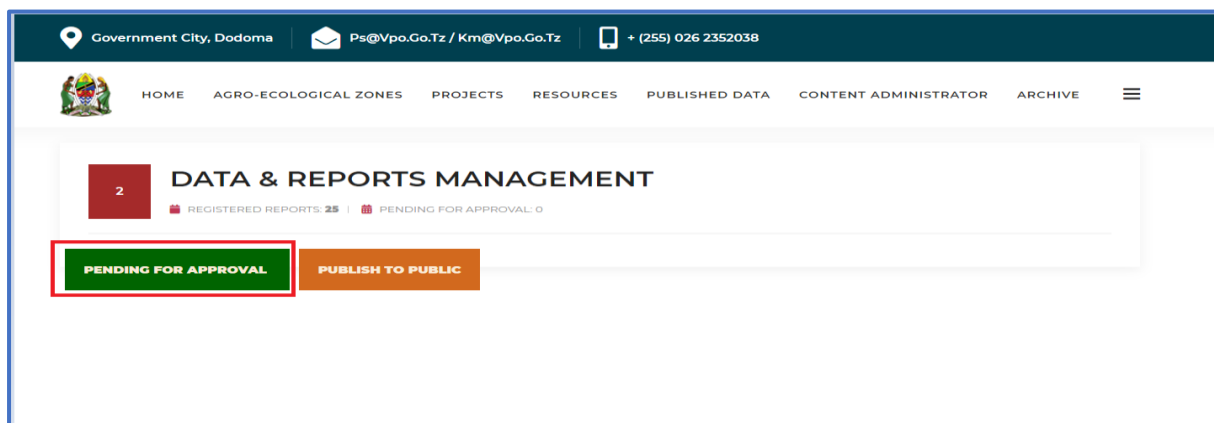 Government City, Dodoma Ps@Vpo.Go.Tz / Km@Vpo.Go.Tz + (255) 026 2352038
HOME AGRO-ECOLOGICAL ZONES PROJECTS RESOURCES PUBLISHED DATA CONTENT ADMINISTRATOR ARCHIVE
2
DATA & REPORTS MANAGEMENT
REGISTERED REPORTS: 25 | PENDING FOR APPROVAL: 0
PENDING FOR APPROVAL PUBLISH TO PUBLIC